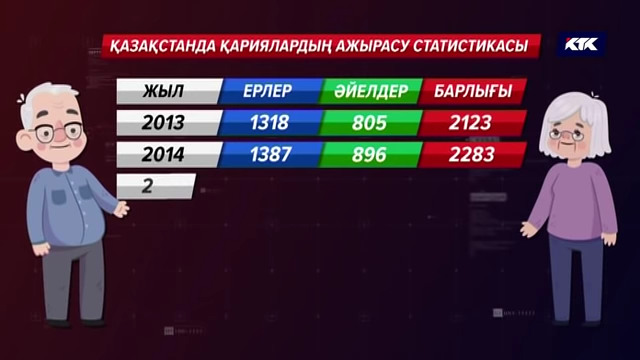 ҚАЗАҚСТАНДА ҚАРИЯЛАРДЫҢ АЖЫРАСУ СТАТИСТИКАСЫ
КТК
ЖЫЛ ЕРЛЕР ӘЙЕЛДЕР БАРЛЫҒЫ
2013 1318 805 2123
2014 1387 896 2283
2